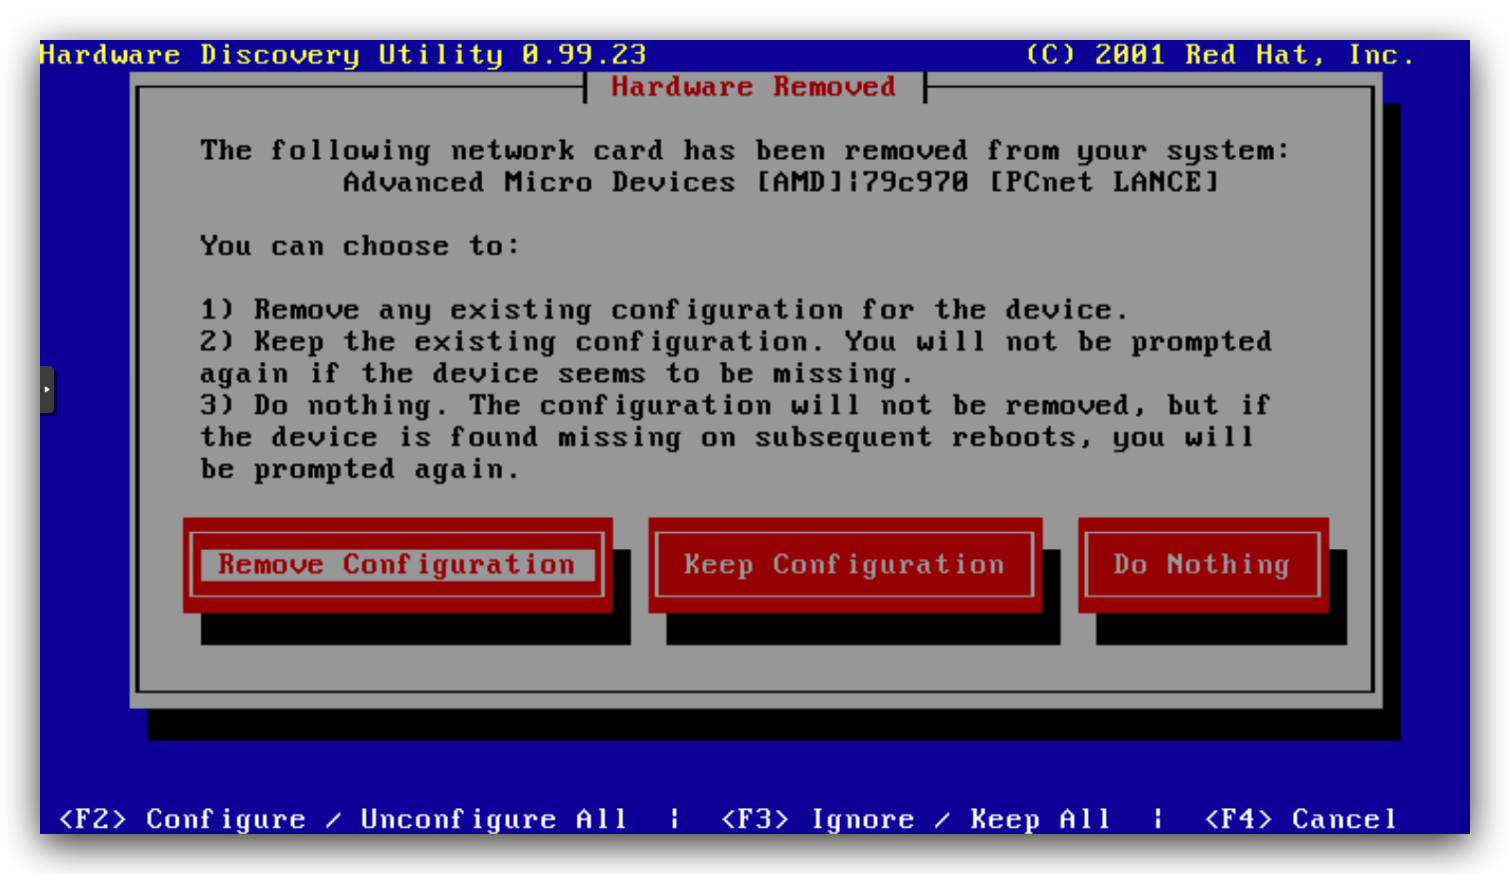 Hardware Discovery Utility 0.99.23 (C) 2001 Red Hat, Inc.
Hardware Removed
The following network card has been removed from your system:
Advanced Micro Devices [AMD]|79c970 [PCnet LANCE]
You can choose to:
1) Remove any existing configuration for the device.
2) Keep the existing configuration. You will not be prompted
again if the device seems to be missing.
3) Do nothing. The configuration will not be removed, but if
the device is found missing on subsequent reboots, you will
be prompted again.
Remove Configuration Keep Configuration Do Nothing
<F2> Configure / Unconfigure All | <F3> Ignore / Keep All | <F4> Cancel